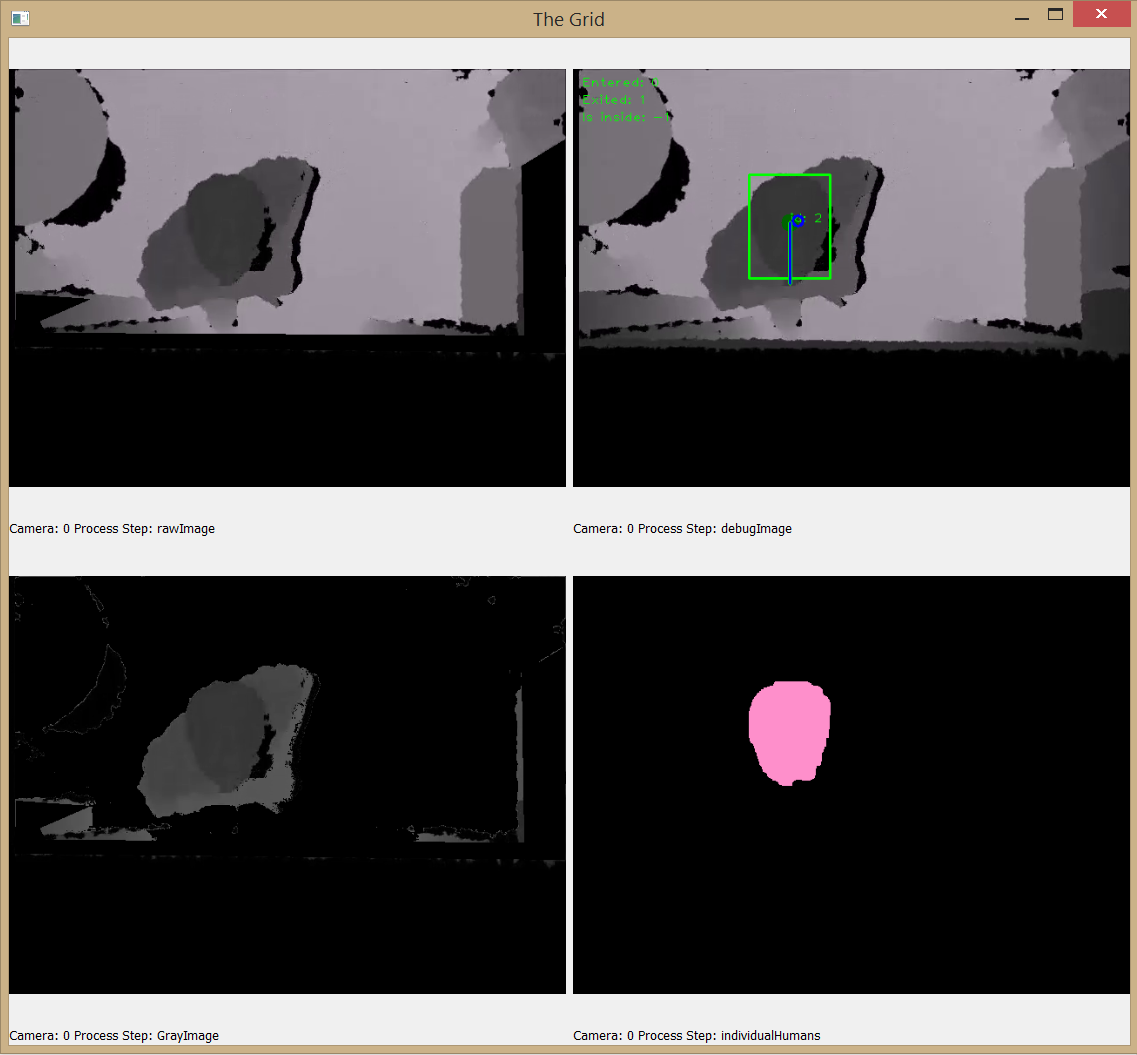 The Grid
Entered: 0
Exited: 1
Is inside: -1
Id: 2
Camera: 0 Process Step: rawImage
Camera: 0 Process Step: debugImage
Camera: 0 Process Step: GrayImage
Camera: 0 Process Step: individualHumans